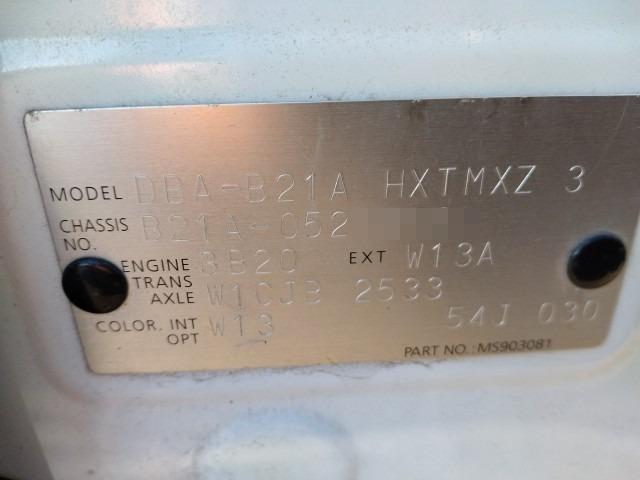 MODEL DBA-B21A HXTMXZ 3
CHASSIS NO. B21A-052
ENGINE 3B20 EXT W13A
TRANS AXLE W1CJB 2533
COLOR. INT OPT W13 54J 030
PART NO.: MS903081